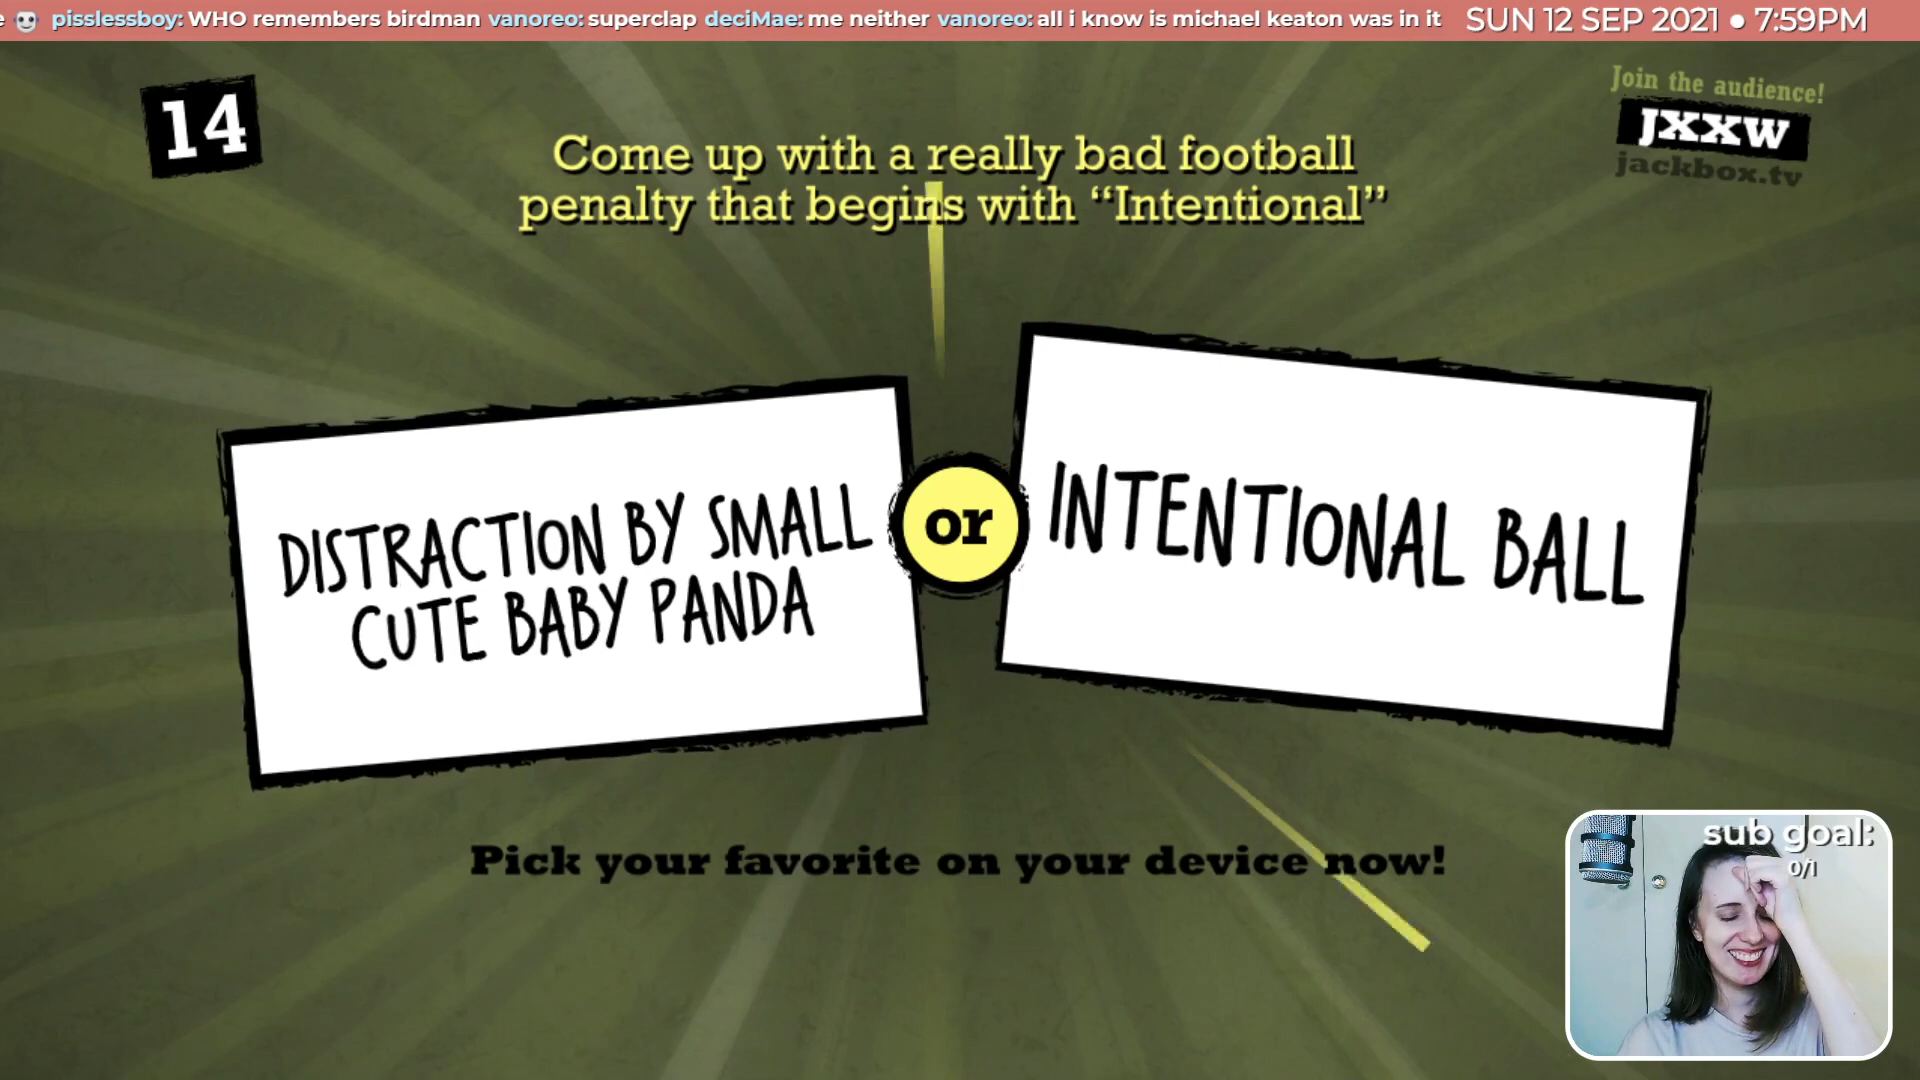 e pisslessboy: WHO remembers birdman vanoreo: superclap deciMae: me neither vanoreo: all i know is michael keaton was in it SUN 12 SEP 2021 ● 7:59PM
14
Join the audience!
JXXW
jackbox.tv
Come up with a really bad football
penalty that begins with “Intentional”
DISTRACTION BY SMALL
CUTE BABY PANDA
or
INTENTIONAL BALL
Pick your favorite on your device now!
sub goal:
0/1